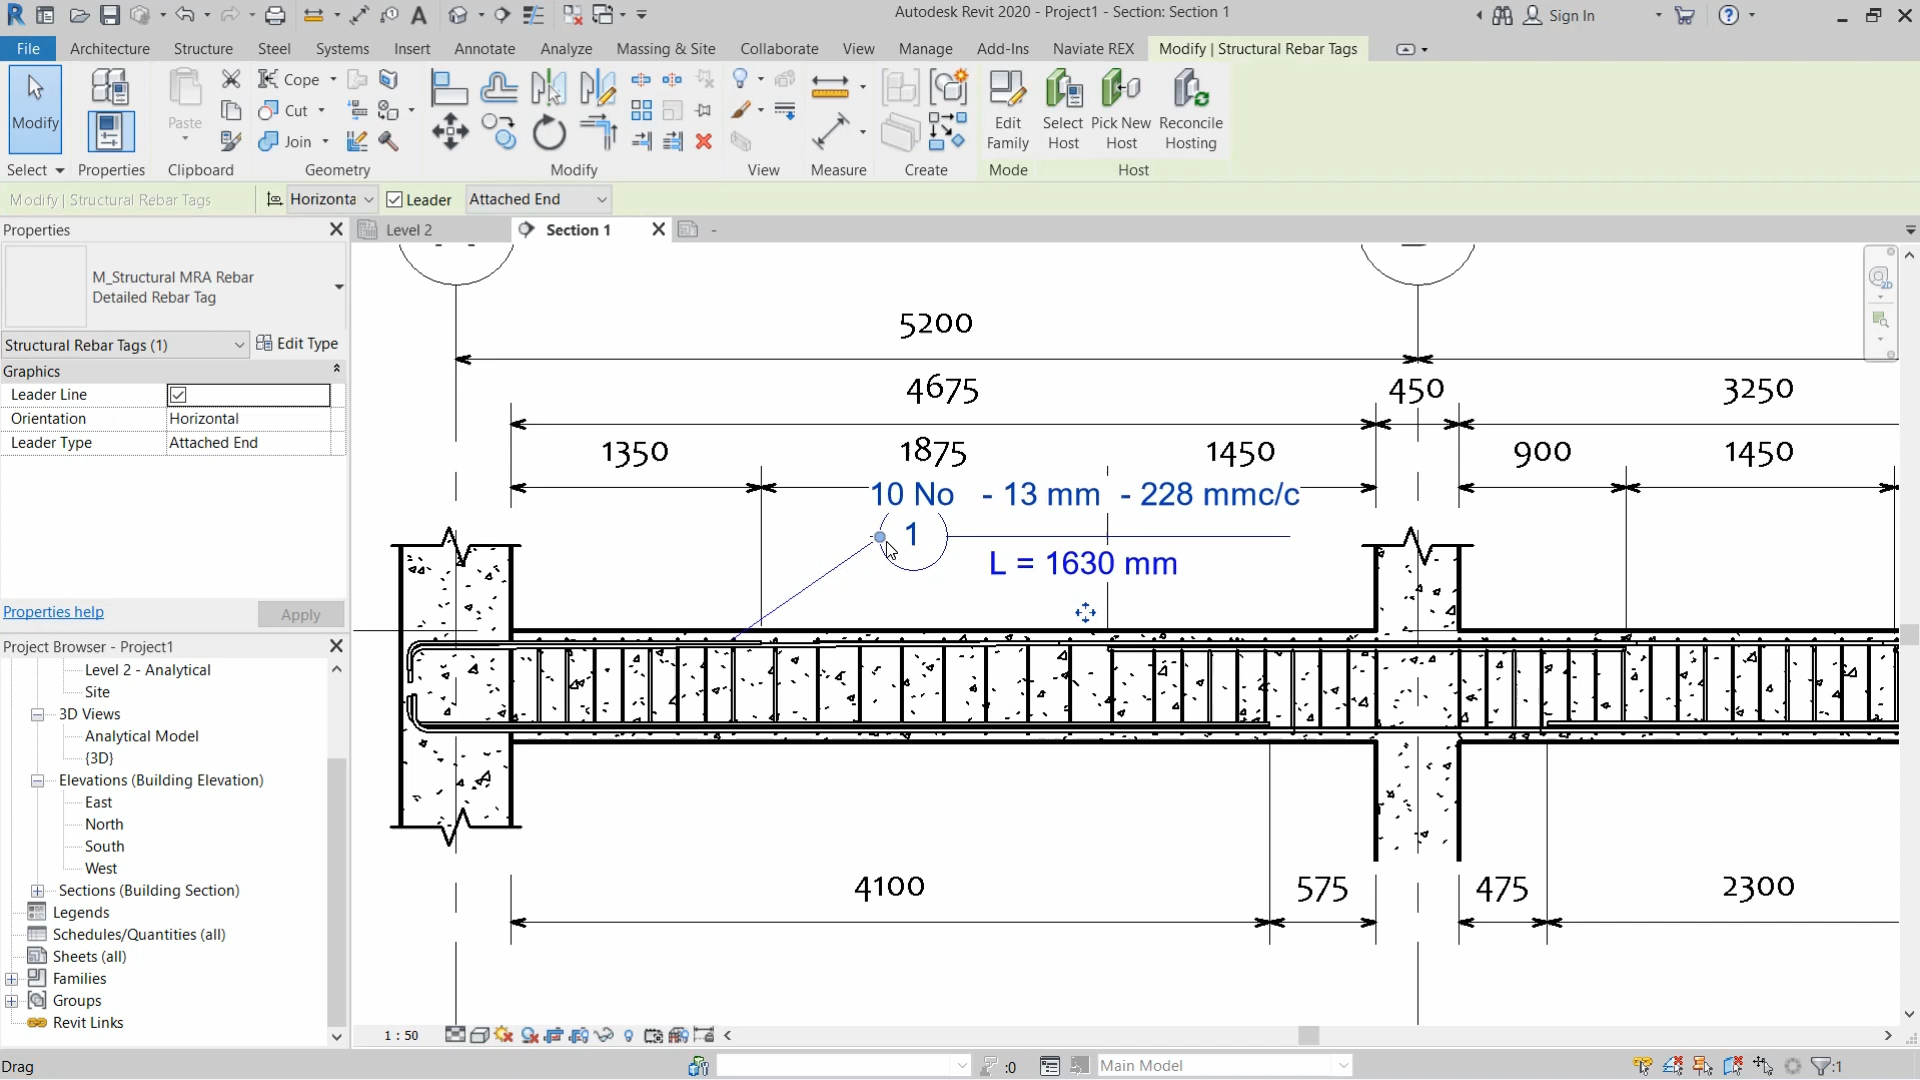 Autodesk Revit 2020 - Project1 - Section: Section 1
Sign In
File Architecture Structure Steel Systems Insert Annotate Analyze Massing & Site Collaborate View Manage Add-Ins Naviate REX Modify | Structural Rebar Tags
Modify
Paste
Cope
Cut
Join
Edit Family
Select Host
Pick New Host
Reconcile Hosting
Select Properties Clipboard Geometry Modify View Measure Create Mode Host
Modify | Structural Rebar Tags
Horizonta
Leader
Attached End
Properties
Level 2
Section 1
-
M_Structural MRA Rebar
Detailed Rebar Tag
Structural Rebar Tags (1)
Edit Type
Graphics
Leader Line
Orientation Horizontal
Leader Type Attached End
Properties help
Apply
Project Browser - Project1
Level 2 - Analytical
Site
3D Views
Analytical Model
{3D}
Elevations (Building Elevation)
East
North
South
West
Sections (Building Section)
Legends
Schedules/Quantities (all)
Sheets (all)
Families
Groups
Revit Links
5200
4675 450 3250
1350 1875 1450 900 1450
10 No - 13 mm - 228 mmc/c
1
L = 1630 mm
4100 575 475 2300
1 : 50
Drag
:0
Main Model
:1
2D